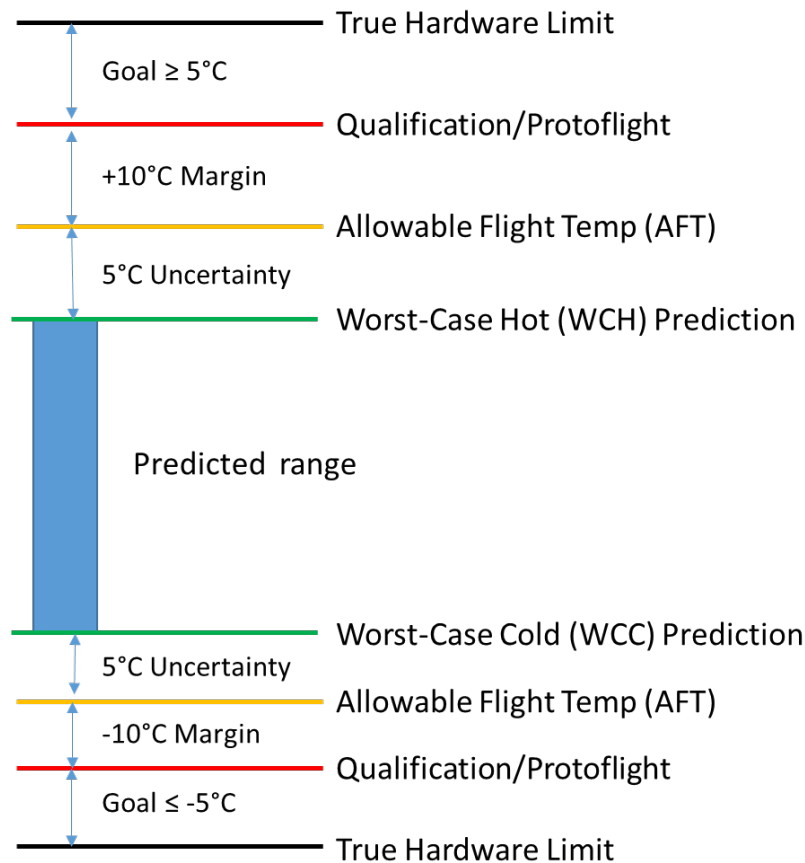 True Hardware Limit
Goal ≥ 5°C
Qualification/Protoflight
+10°C Margin
Allowable Flight Temp (AFT)
5°C Uncertainty
Worst-Case Hot (WCH) Prediction
Predicted range
Worst-Case Cold (WCC) Prediction
5°C Uncertainty
Allowable Flight Temp (AFT)
-10°C Margin
Qualification/Protoflight
Goal ≤ -5°C
True Hardware Limit